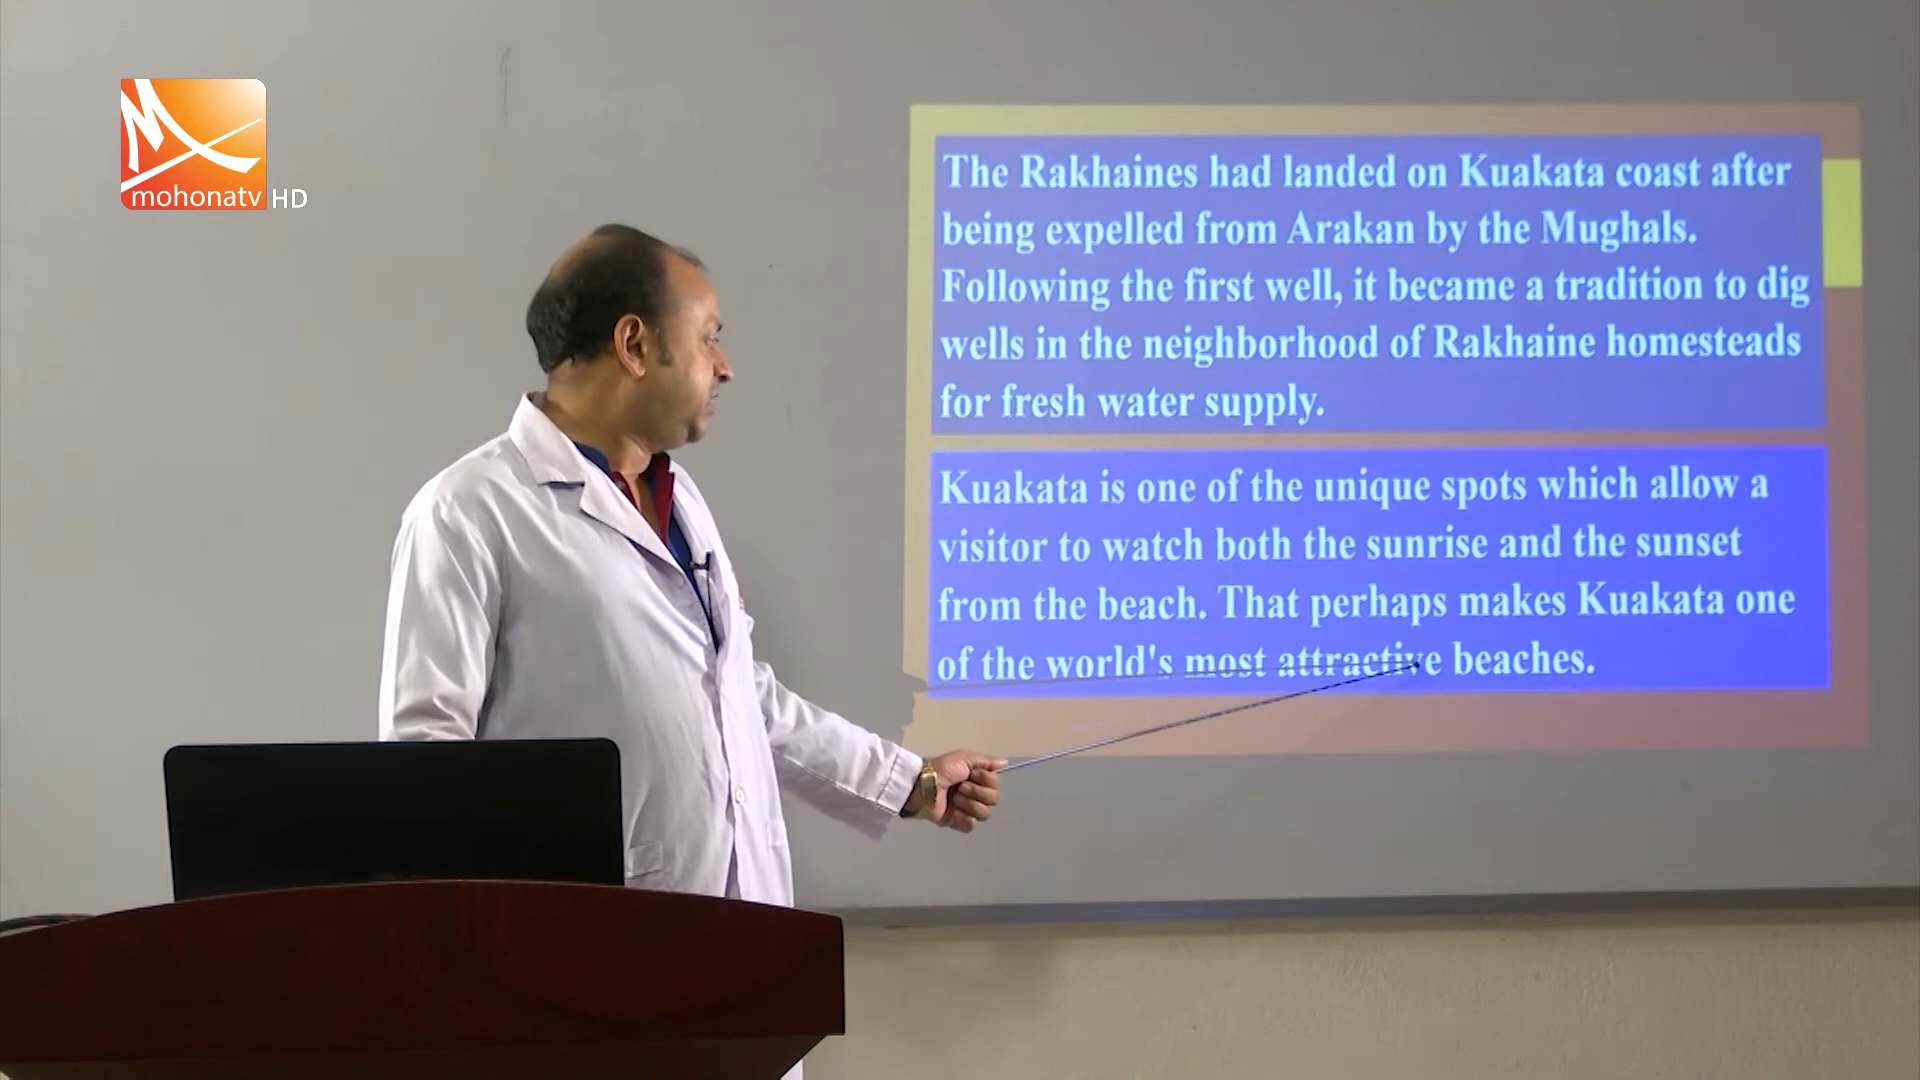 mohonatv HD
The Rakhaines had landed on Kuakata coast after
being expelled from Arakan by the Mughals.
Following the first well, it became a tradition to dig
wells in the neighborhood of Rakhaine homesteads
for fresh water supply.
Kuakata is one of the unique spots which allow a
visitor to watch both the sunrise and the sunset
from the beach. That perhaps makes Kuakata one
of the world's most attractive beaches.